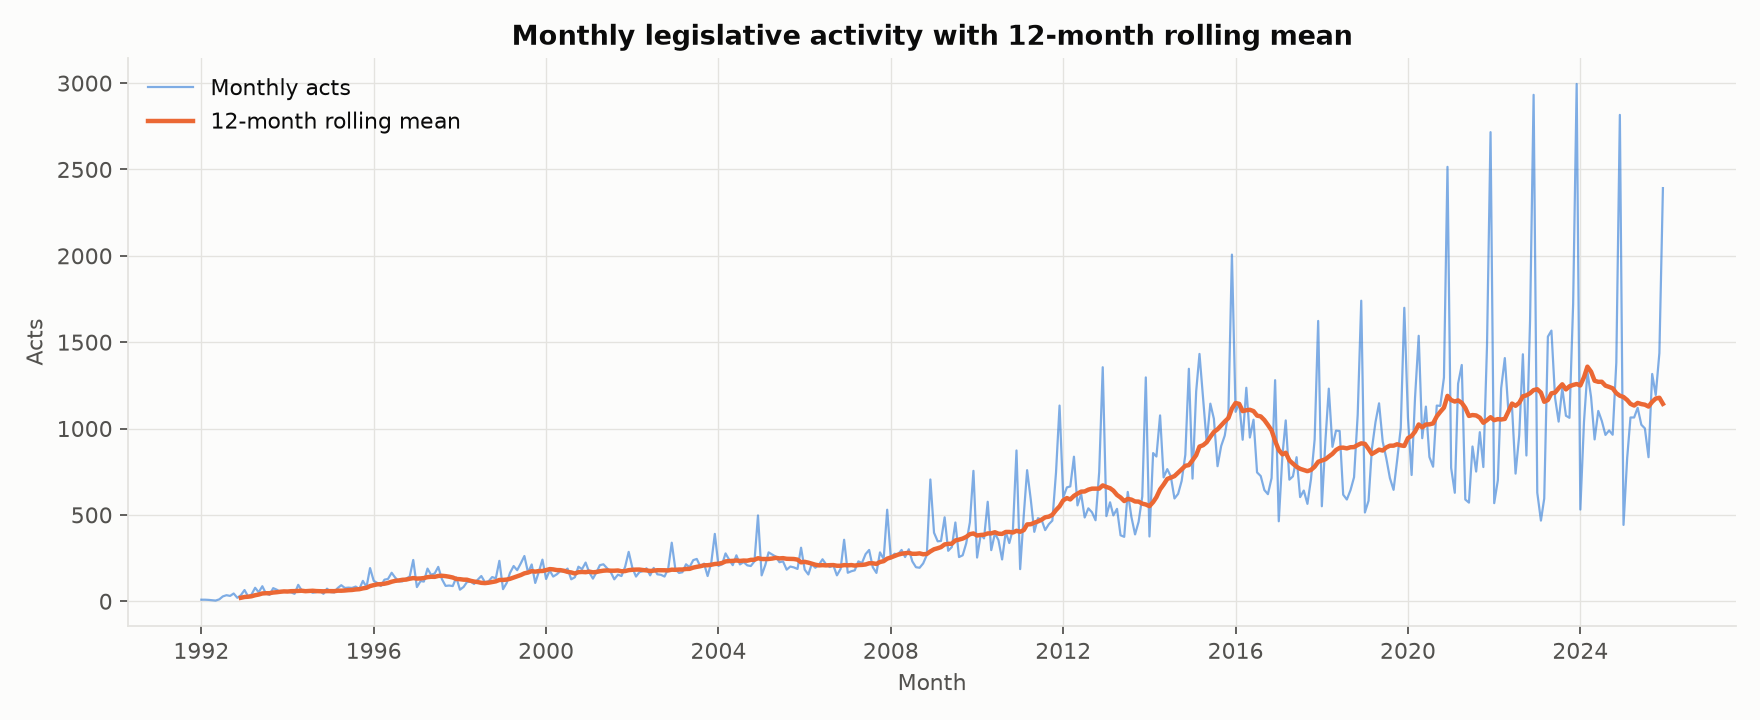 Monthly legislative activity with 12-month rolling mean
Monthly acts
12-month rolling mean
3000
2500
2000
1500
1000
500
0
Acts
1992 1996 2000 2004 2008 2012 2016 2020 2024
Month